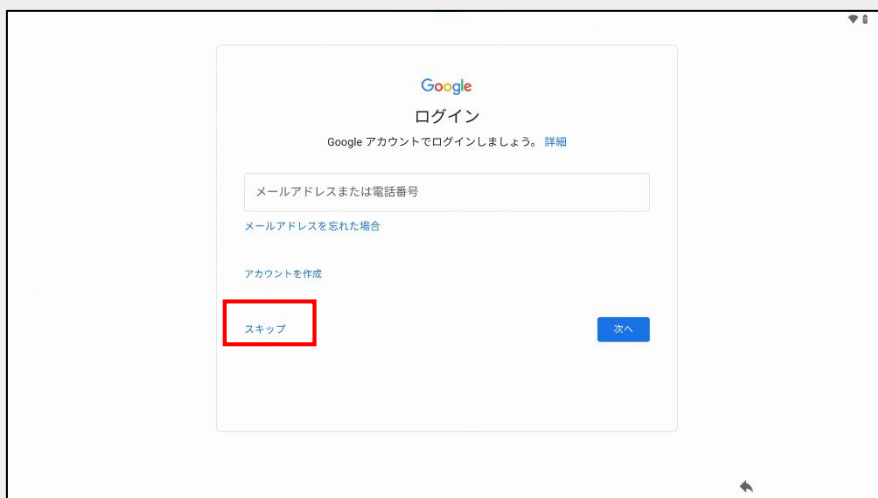 Google
ログイン
Google アカウントでログインしましょう。 詳細
メールアドレスまたは電話番号
メールアドレスを忘れた場合
アカウントを作成
スキップ
次へ